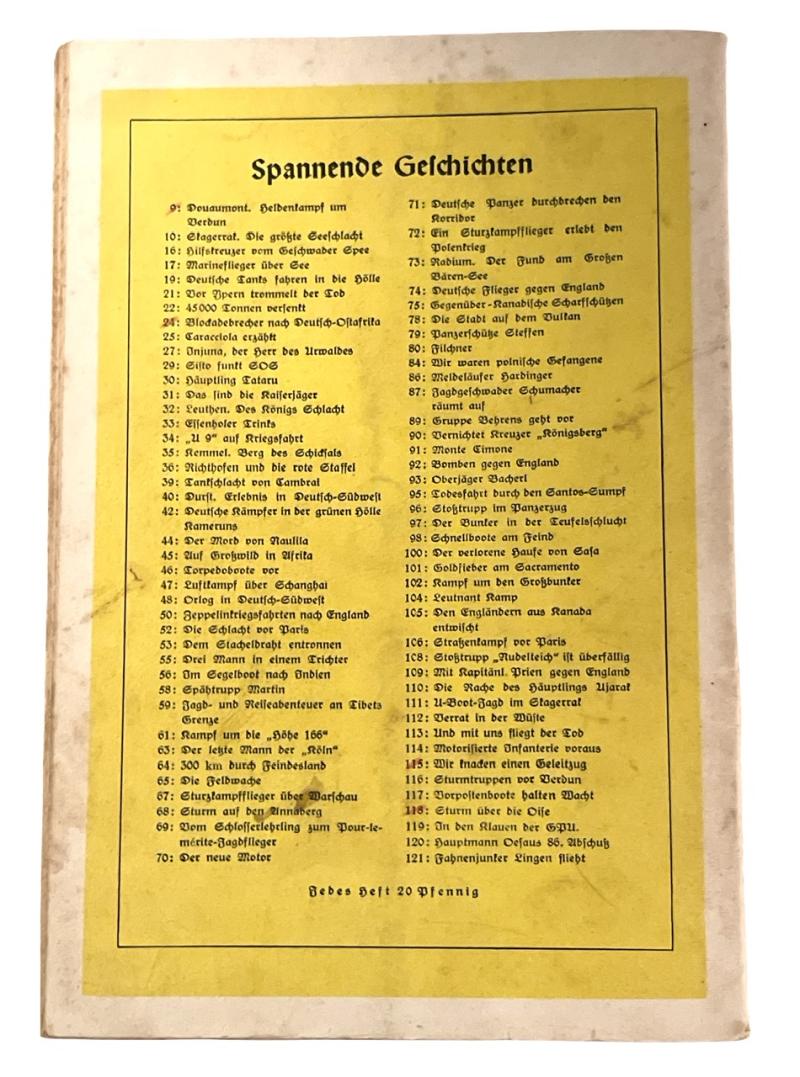 Spannende Geschichten
9: Douaumont. Heldenkampf um
Verdun
10: Skagerrak. Die größte Seeschlacht
16: Hilfskreuzer vom Geschwader Spee
17: Marineflieger über See
19: Deutsche Tanks fahren in die Hölle
21: Vor Ypern trommelt der Tod
22: 45000 Tonnen versenkt
24: Blockadebrecher nach Deutsch-Ostafrika
25: Caracciola erzählt
27: Injuna, der Herr des Urwaldes
29: Sisto funkt SOS
30: Häuptling Tataru
31: Das sind die Kaiserjäger
32: Leuthen. Des Königs Schlacht
33: Essenholer Trinks
34: „U 9“ auf Kriegsfahrt
35: Kemmel. Berg des Schicksals
36: Richthofen und die rote Staffel
39: Tankschlacht von Cambrai
40: Durst. Erlebnis in Deutsch-Südwest
42: Deutsche Kämpfer in der grünen Hölle
Kameruns
44: Der Mord von Naulila
45: Auf Großwild in Afrika
46: Torpedoboote vor
47: Luftkampf über Schanghai
48: Orlog in Deutsch-Südwest
50: Zeppelinkriegsfahrten nach England
52: Die Schlacht vor Paris
53: Dem Stacheldraht entronnen
55: Drei Mann in einem Trichter
56: Im Segelboot nach Indien
58: Spähtrupp Martin
59: Jagd- und Reiseabenteuer an Tibets
Grenze
61: Kampf um die „Höhe 166“
63: Der letzte Mann der „Köln“
64: 300 km durch Feindesland
65: Die Feldwache
67: Sturzkampfflieger über Warschau
68: Sturm auf den Annaberg
69: Vom Schlosserlehrling zum Pour-le-
mérite-Jagdflieger
70: Der neue Motor
71: Deutsche Panzer durchbrechen den
Korridor
72: Ein Sturzkampfflieger erlebt den
Polenkrieg
73: Radium. Der Fund am Großen
Bären-See
74: Deutsche Flieger gegen England
75: Gegenüber-Kanadische Scharfschützen
78: Die Stadt auf dem Vulkan
79: Panzerschütze Steffen
80: Filchner
84: Wir waren polnische Gefangene
86: Meldeläufer Hardinger
87: Jagdgeschwader Schumacher
räumt auf
89: Gruppe Behrens geht vor
90: Vernichtet Kreuzer „Königsberg“
91: Monte Cimone
92: Bomben gegen England
93: Oberjäger Bacherl
95: Todesfahrt durch den Santos-Sumpf
96: Stoßtrupp im Panzerzug
97: Der Bunker in der Teufelsschlucht
98: Schnellboote am Feind
100: Der verlorene Haufe von Sasa
101: Goldfieber am Sacramento
102: Kampf um den Großbunker
104: Leutnant Kamp
105: Den Engländern aus Kanada
entwischt
106: Straßenkampf vor Paris
108: Stoßtrupp „Rudelteich“ ist überfällig
109: Mit Kapitänl. Prien gegen England
110: Die Rache des Häuptlings Ujarak
111: U-Boot-Jagd im Skagerrak
112: Verrat in der Wüste
113: Und mit uns fliegt der Tod
114: Motorisierte Infanterie voraus
115: Wir knacken einen Geleitzug
116: Sturmtruppen vor Verdun
117: Vorpostenboote halten Wacht
118: Sturm über die Oise
119: In den Klauen der GPU.
120: Hauptmann Oesaus 86. Abschuß
121: Fahnenjunker Lingen flieht
Jedes Heft 20 Pfennig